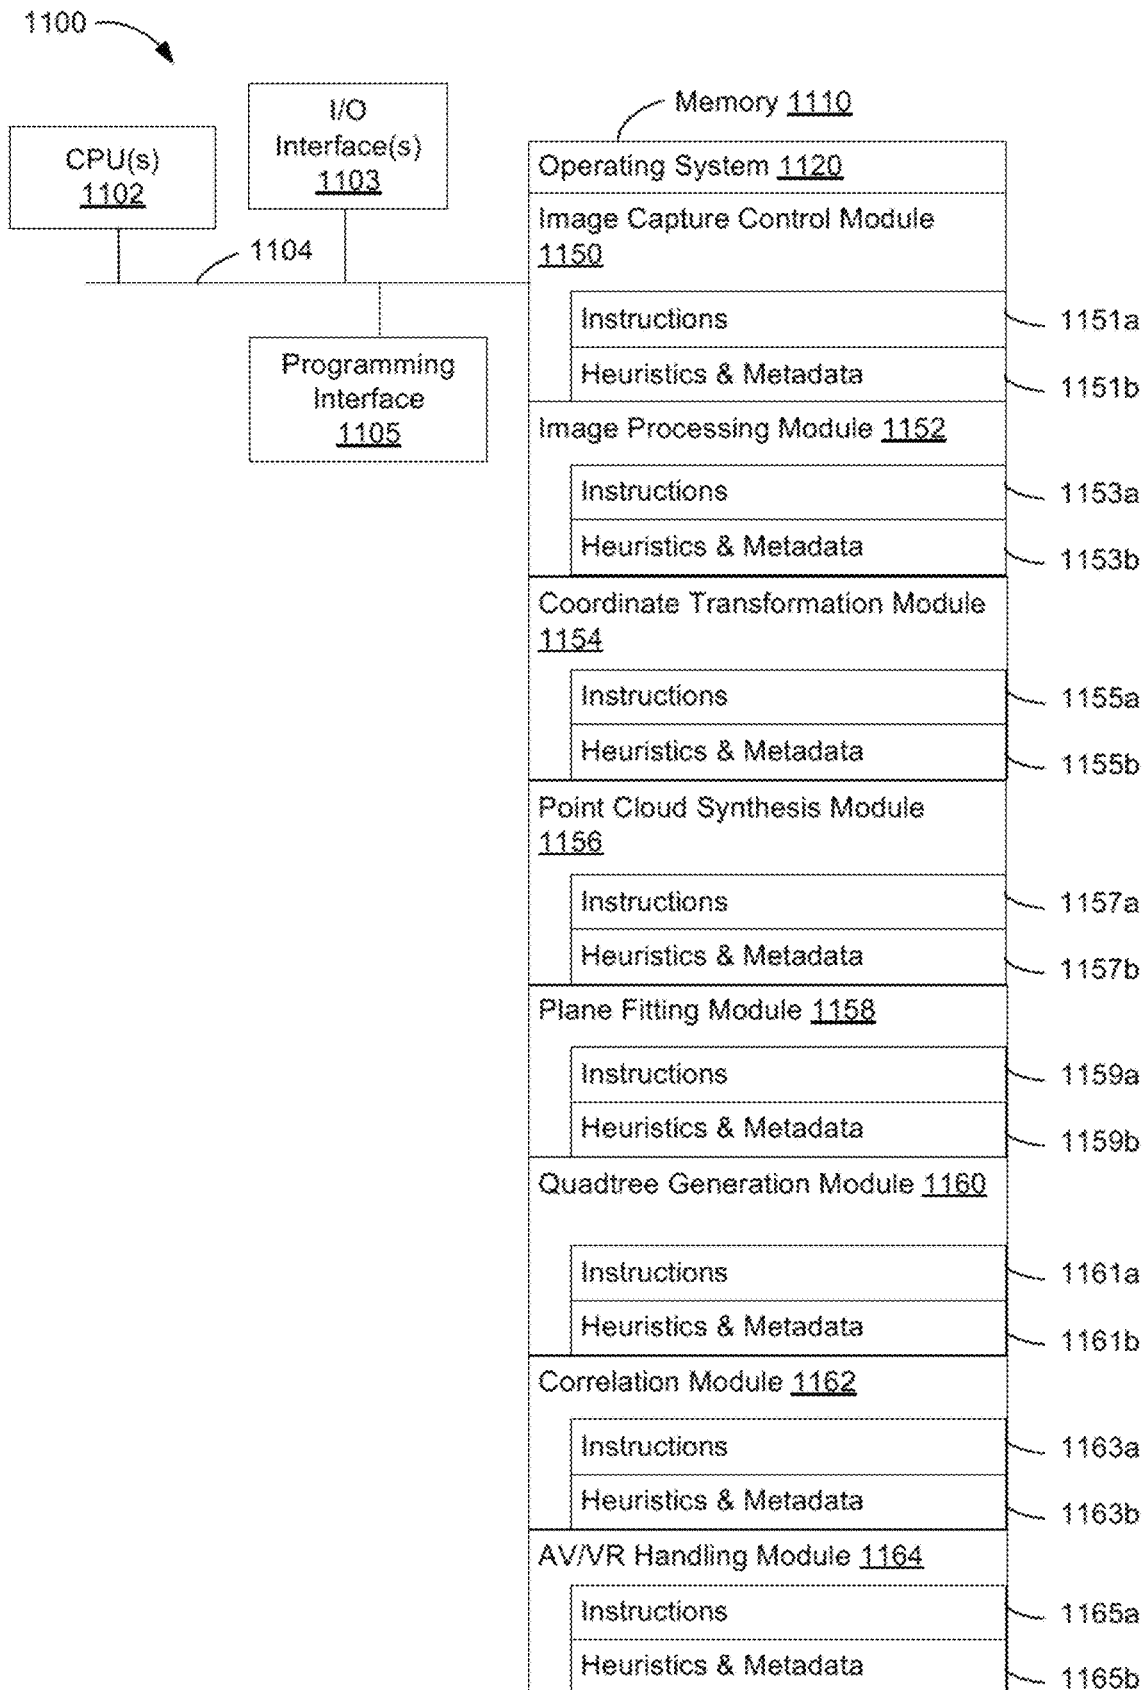 1100
I/O
Interface(s)
1103
CPU(s)
1102
1104
Programming
Interface
1105
Memory 1110
Operating System 1120
Image Capture Control Module
1150
Instructions
1151a
Heuristics & Metadata
1151b
Image Processing Module 1152
Instructions
1153a
Heuristics & Metadata
1153b
Coordinate Transformation Module
1154
Instructions
1155a
Heuristics & Metadata
1155b
Point Cloud Synthesis Module
1156
Instructions
1157a
Heuristics & Metadata
1157b
Plane Fitting Module 1158
Instructions
1159a
Heuristics & Metadata
1159b
Quadtree Generation Module 1160
Instructions
1161a
Heuristics & Metadata
1161b
Correlation Module 1162
Instructions
1163a
Heuristics & Metadata
1163b
AV/VR Handling Module 1164
Instructions
1165a
Heuristics & Metadata
1165b